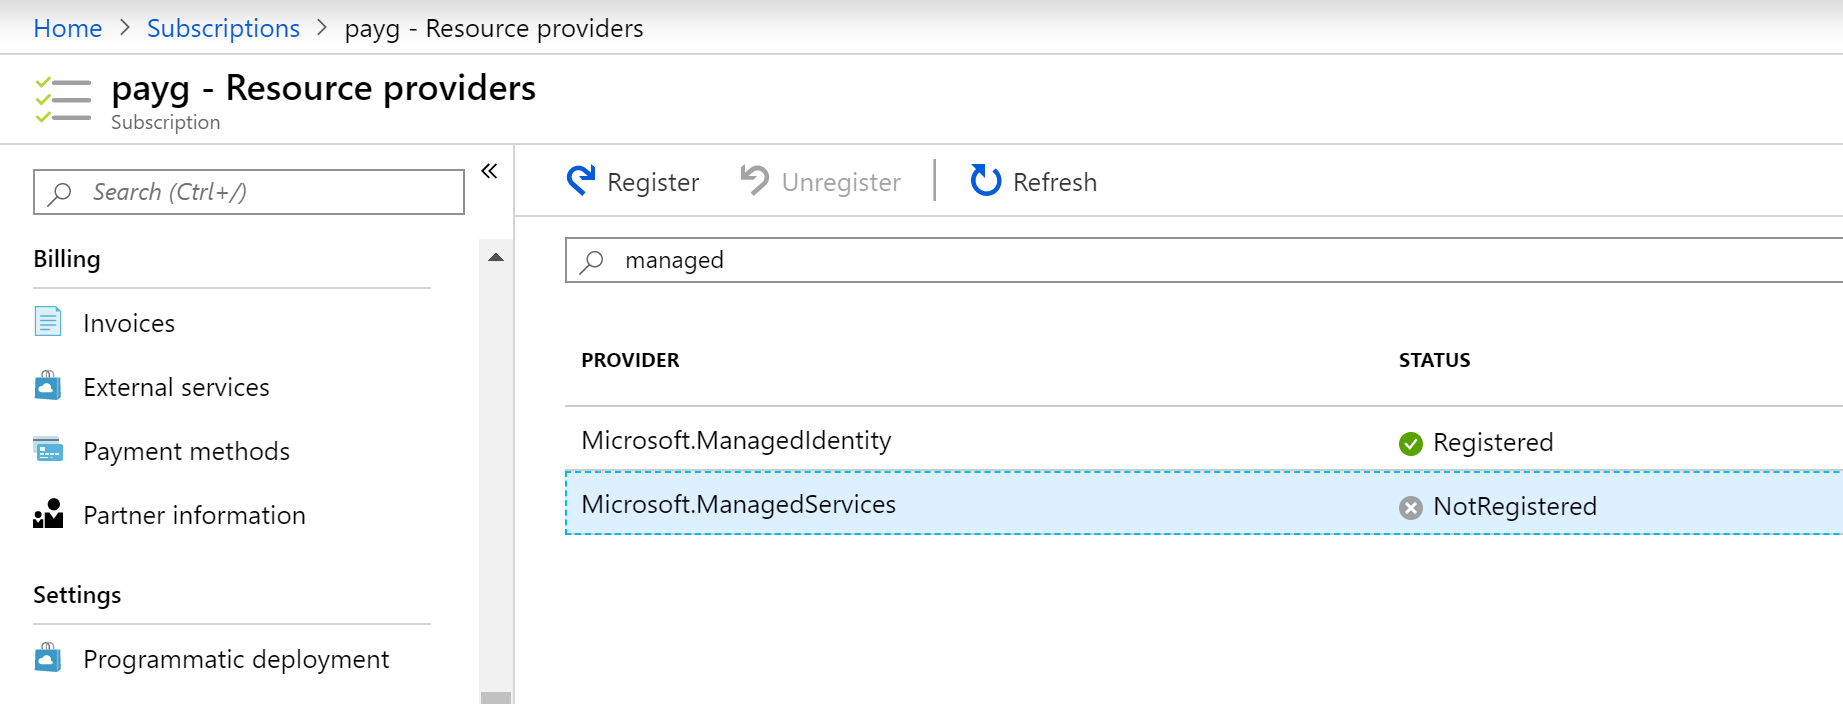 Home > Subscriptions > payg - Resource providers
payg - Resource providers
Subscription
Search (Ctrl+/)
«
Billing
Invoices
External services
Payment methods
Partner information
Settings
Programmatic deployment
Register Unregister Refresh
managed
PROVIDER STATUS
Microsoft.ManagedIdentity Registered
Microsoft.ManagedServices NotRegistered